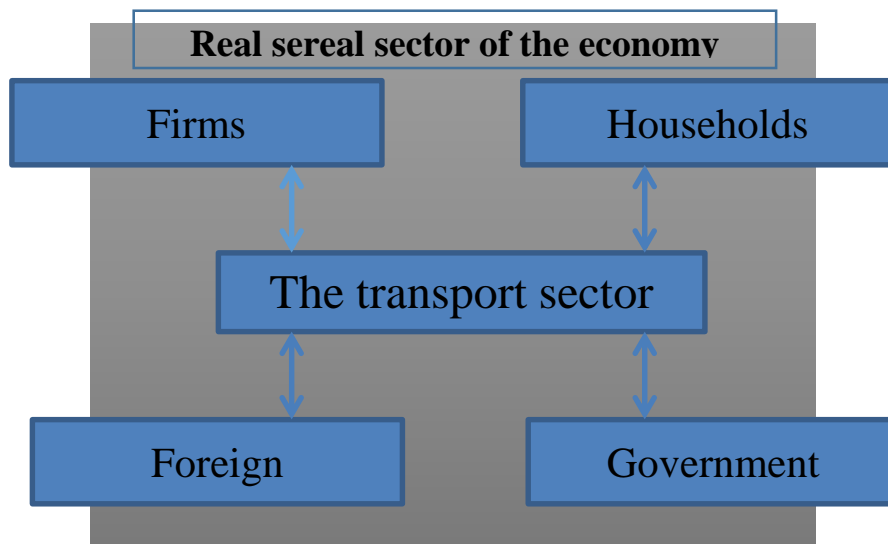 Real sereal sector of the economy
Firms
Households
The transport sector
Foreign
Government